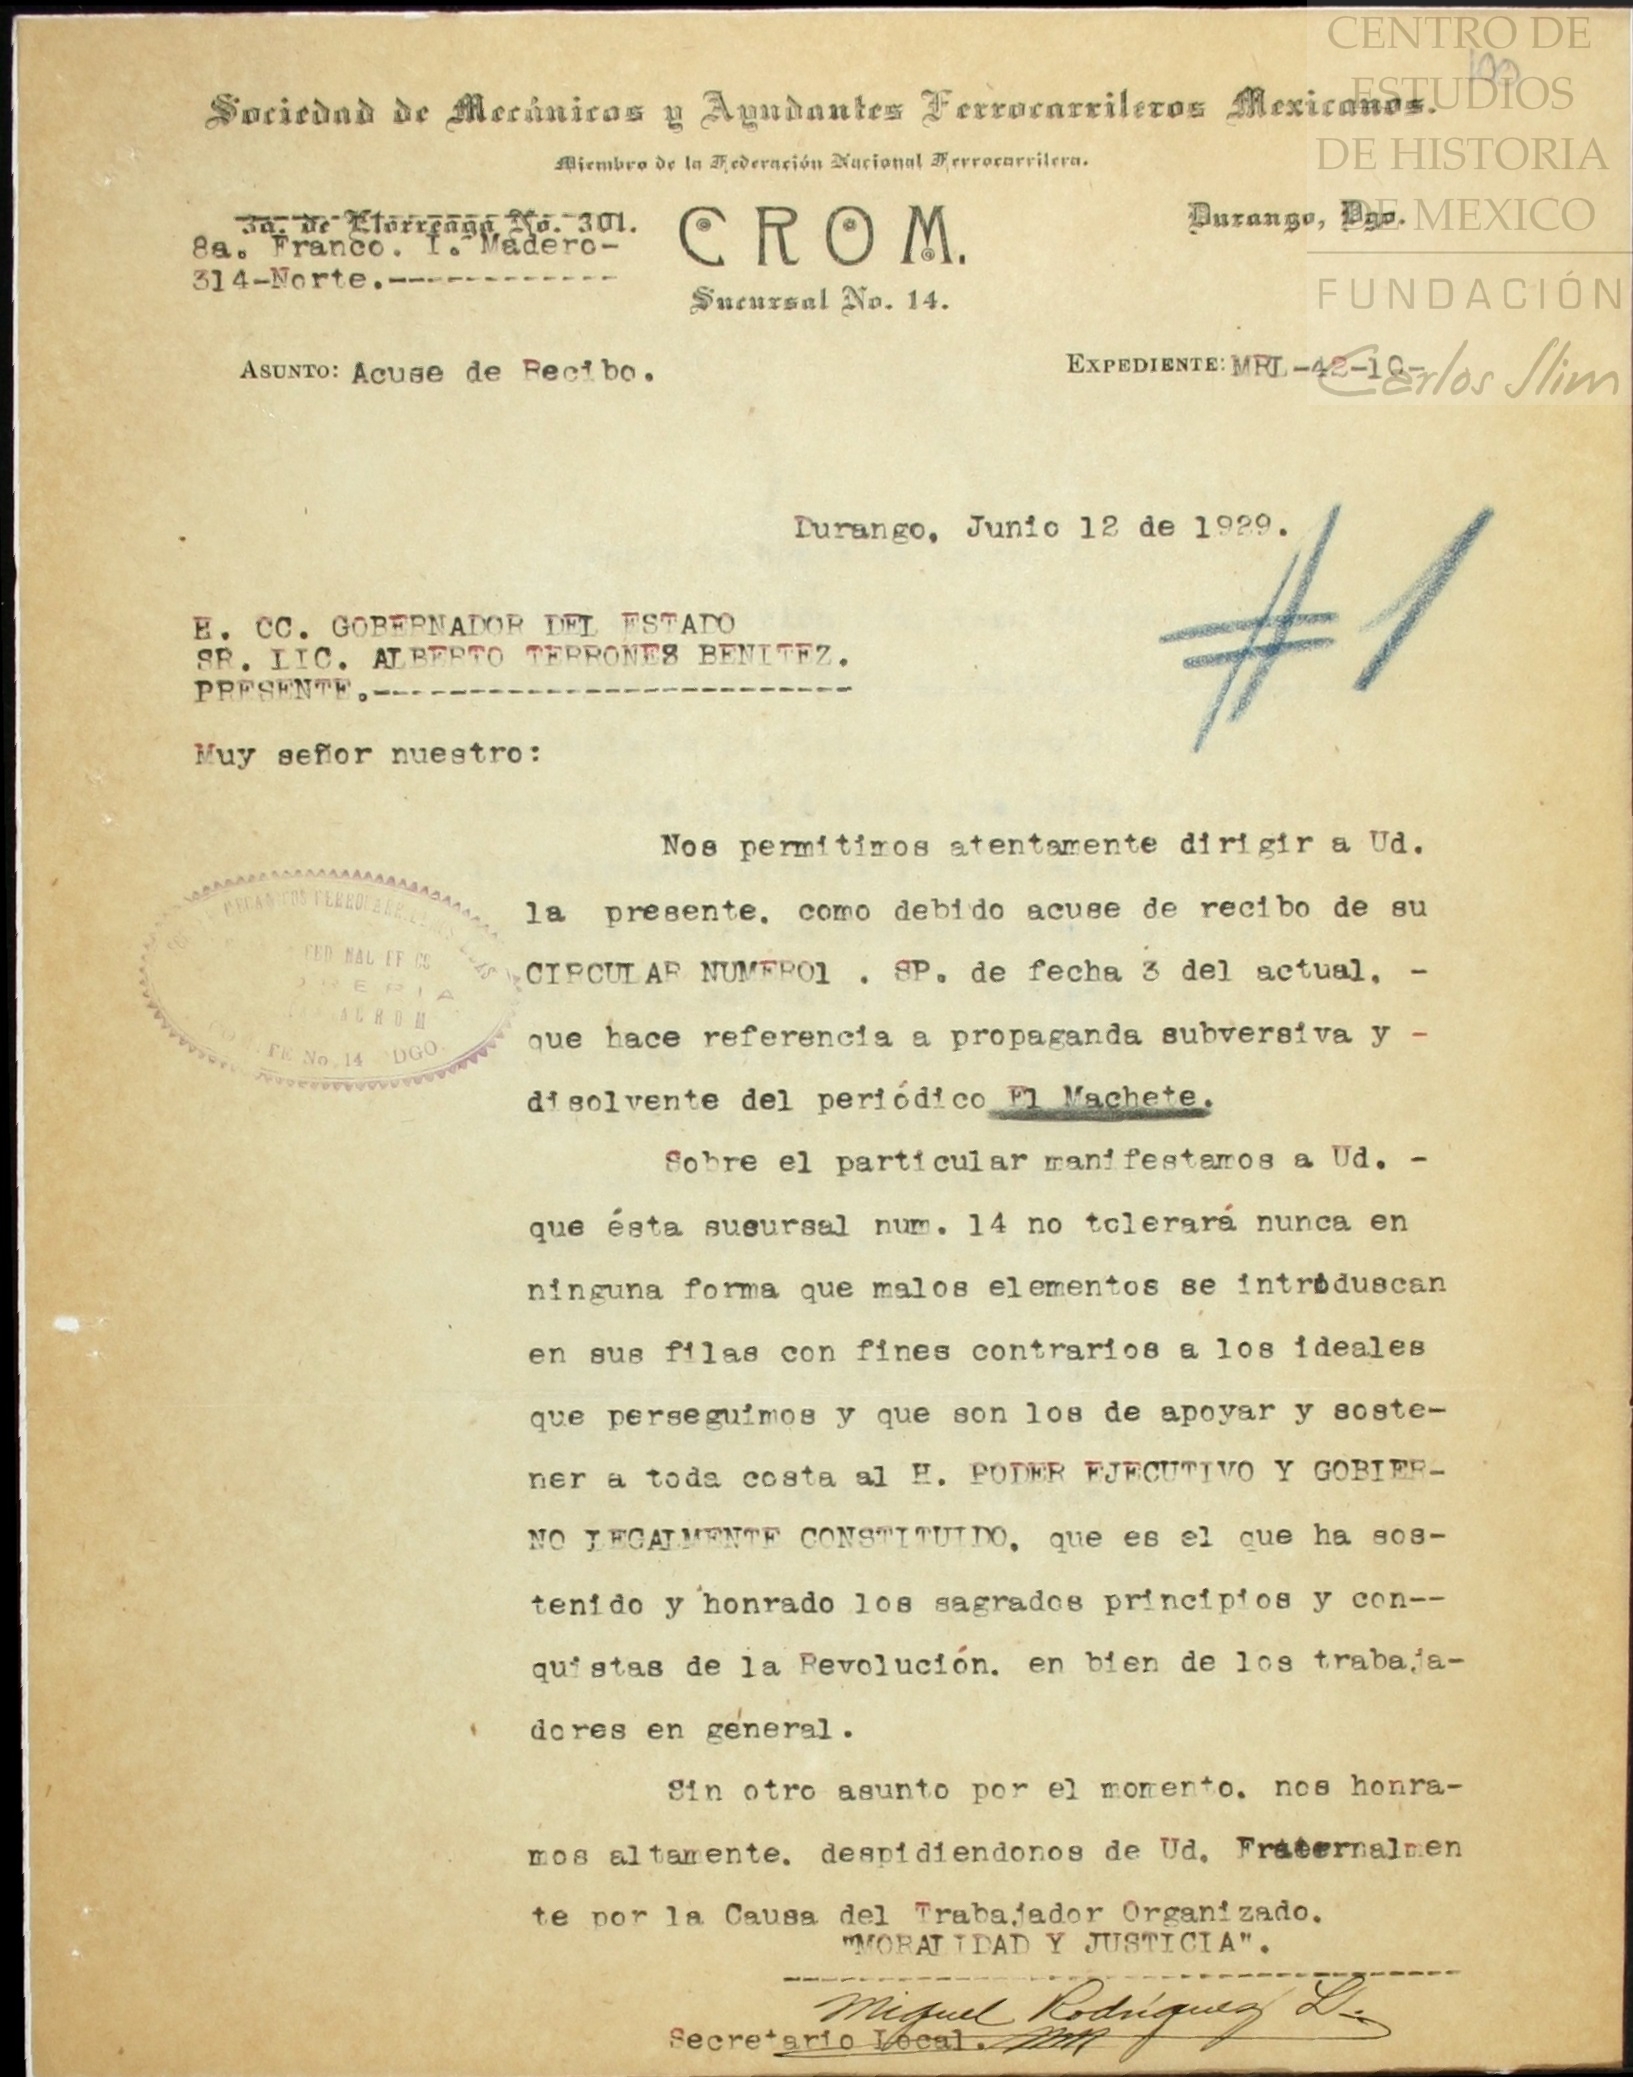 CENTRO DE
ESTUDIOS
DE HISTORIA
DE MEXICO
FUNDACIÓN
Carlos Slim
Sociedad de Mecánicos y Ayudantes Ferrocarrileros Mexicanos.
Miembro de la Federación Nacional Ferrocarrilera.
3a. de Elorreaga No. 301.
8a. Franco. I. Madero-
314-Norte.------------
CROM.
Durango, Dgo.
Sucursal No. 14.
ASUNTO: Acuse de Recibo.
EXPEDIENTE: MRL-42-10-
Durango, Junio 12 de 1929.
#1
H. CC. GOBERNADOR DEL ESTADO
SR. LIC. ALBERTO TERRONES BENITEZ.
PRESENTE.-------------------------
Muy señor nuestro:
Nos permitimos atentamente dirigir a Ud.
la presente, como debido acuse de recibo de su
CIRCULAR NUMERO1 . SP. de fecha 3 del actual, -
que hace referencia a propaganda subversiva y -
disolvente del periódico El Machete.
Sobre el particular manifestamos a Ud. -
que ésta sucursal num. 14 no tolerará nunca en
ninguna forma que malos elementos se introduscan
en sus filas con fines contrarios a los ideales
que perseguimos y que son los de apoyar y soste-
ner a toda costa al H. PODER EJECUTIVO Y GOBIER-
NO LEGALMENTE CONSTITUIDO, que es el que ha sos-
tenido y honrado los sagrados principios y con--
quistas de la Revolución, en bien de los trabaja-
dores en general.
Sin otro asunto por el momento, nos honra-
mos altamente, despidiendonos de Ud. Fraternalmen
te por la Causa del Trabajador Organizado.
"MORALIDAD Y JUSTICIA".
Miguel Rodríguez L.
Secretario Local.
MECANICOS FERROCARRILEROS
CROM
No. 14 DGO.